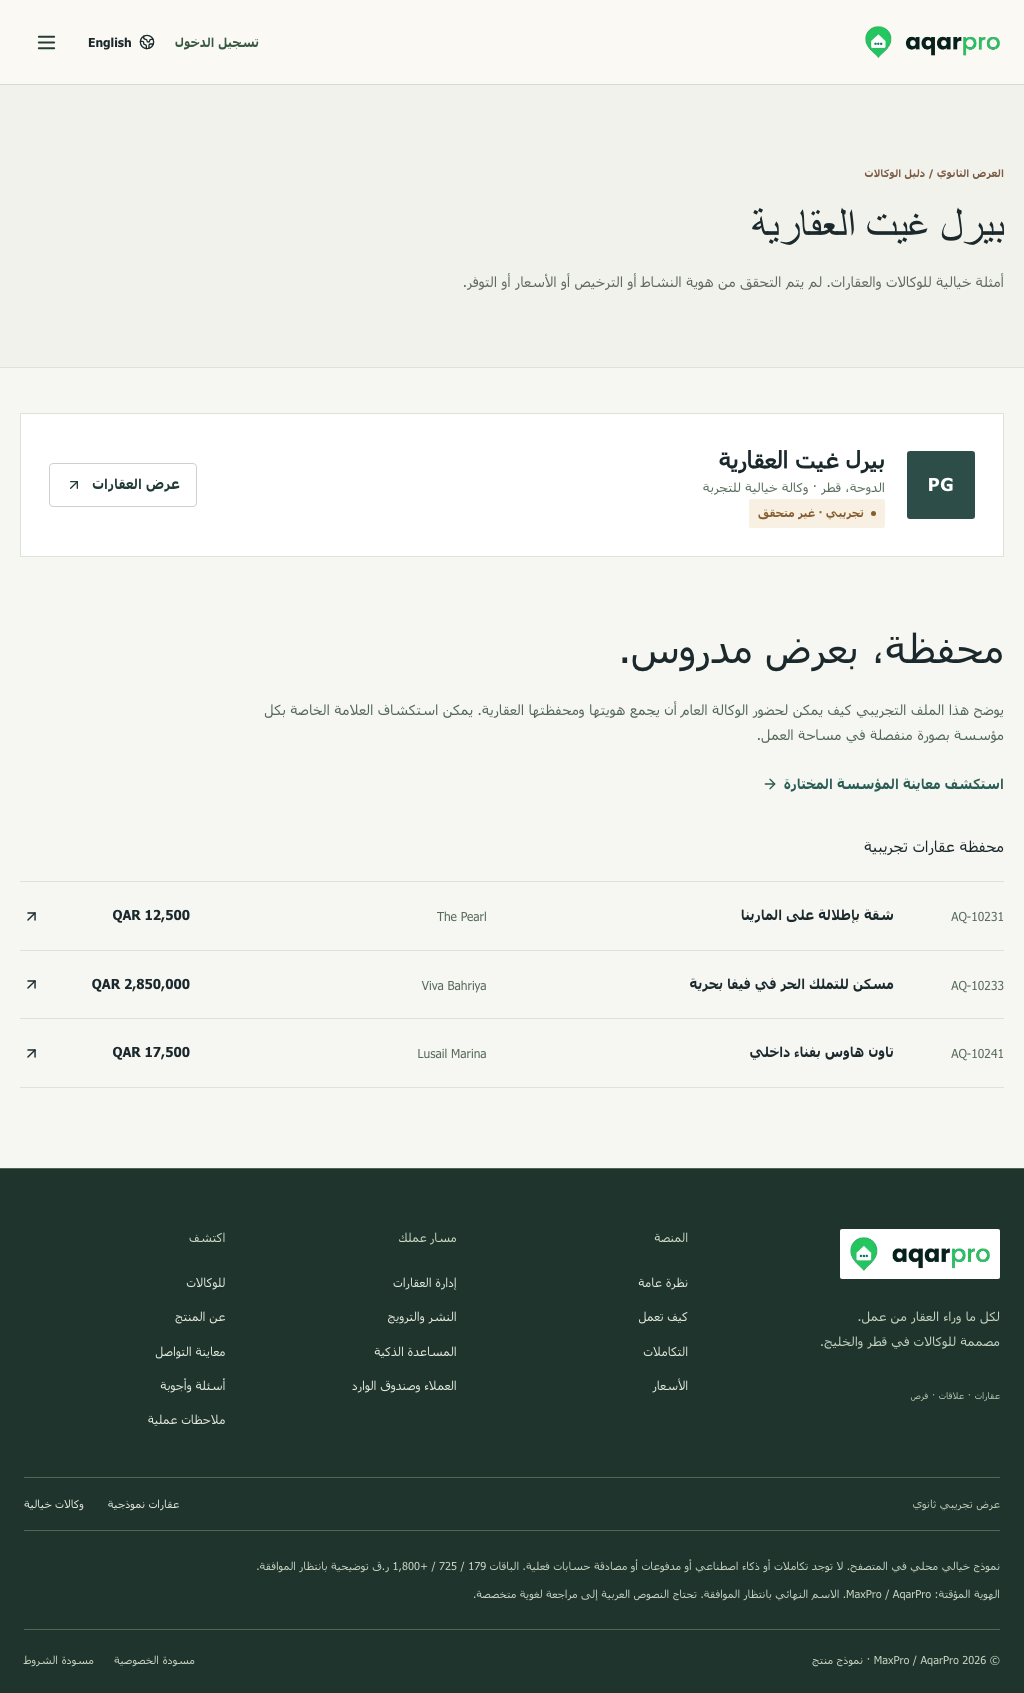 aqarpro
تسجيل الدخول
English
العرض الثانوي / دليل الوكالات
بيرل غيت العقارية
أمثلة خيالية للوكالات والعقارات. لم يتم التحقق من هوية النشاط أو الترخيص أو الأسعار أو التوفر.
PG
بيرل غيت العقارية
الدوحة، قطر · وكالة خيالية للتجربة
تجريبي · غير متحقق
عرض العقارات
محفظة، بعرض مدروس.
يوضح هذا الملف التجريبي كيف يمكن لحضور الوكالة العام أن يجمع هويتها ومحفظتها العقارية. يمكن استكشاف العلامة الخاصة بكل
مؤسسة بصورة منفصلة في مساحة العمل.
استكشف معاينة المؤسسة المختارة
محفظة عقارات تجريبية
AQ-10231 شقة بإطلالة على المارينا The Pearl QAR 12,500
AQ-10233 مسكن للتملك الحر في فيفا بحرية Viva Bahriya QAR 2,850,000
AQ-10241 تاون هاوس بفناء داخلي Lusail Marina QAR 17,500
aqarpro
لكل ما وراء العقار من عمل.
مصممة للوكالات في قطر والخليج.
عقارات · علاقات · فرص
المنصة
نظرة عامة
كيف تعمل
التكاملات
الأسعار
مسار عملك
إدارة العقارات
النشر والترويج
المساعدة الذكية
العملاء وصندوق الوارد
اكتشف
للوكالات
عن المنتج
معاينة التواصل
أسئلة وأجوبة
ملاحظات عملية
عرض تجريبي ثانوي
عقارات نموذجية
وكالات خيالية
نموذج خيالي محلي في المتصفح. لا توجد تكاملات أو ذكاء اصطناعي أو مدفوعات أو مصادقة حسابات فعلية. الباقات 179 / 725 / +1,800 ر.ق توضيحية بانتظار الموافقة.
الهوية المؤقتة: MaxPro / AqarPro. الاسم النهائي بانتظار الموافقة. تحتاج النصوص العربية إلى مراجعة لغوية متخصصة.
© 2026 MaxPro / AqarPro · نموذج منتج
مسودة الخصوصية
مسودة الشروط